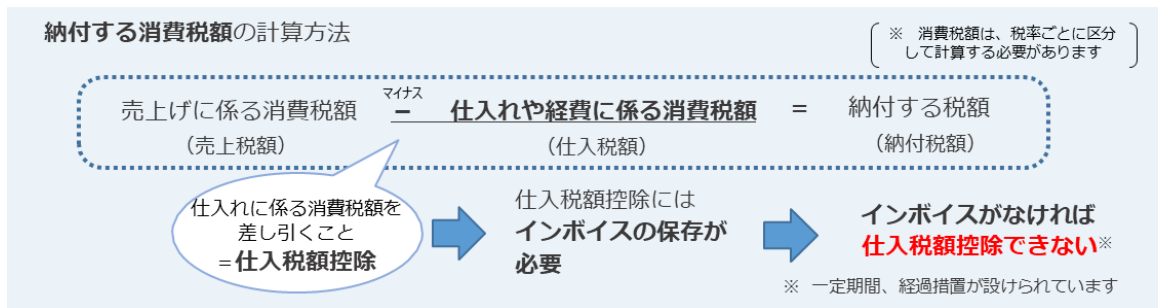 納付する消費税額の計算方法
※ 消費税額は、税率ごとに区分
して計算する必要があります
マイナス
売上げに係る消費税額 － 仕入れや経費に係る消費税額 ＝ 納付する税額
（売上税額） （仕入税額） （納付税額）
仕入れに係る消費税額を
差し引くこと
=仕入税額控除
仕入税額控除には
インボイスの保存が
必要
インボイスがなければ
仕入税額控除できない※
※ 一定期間、経過措置が設けられています